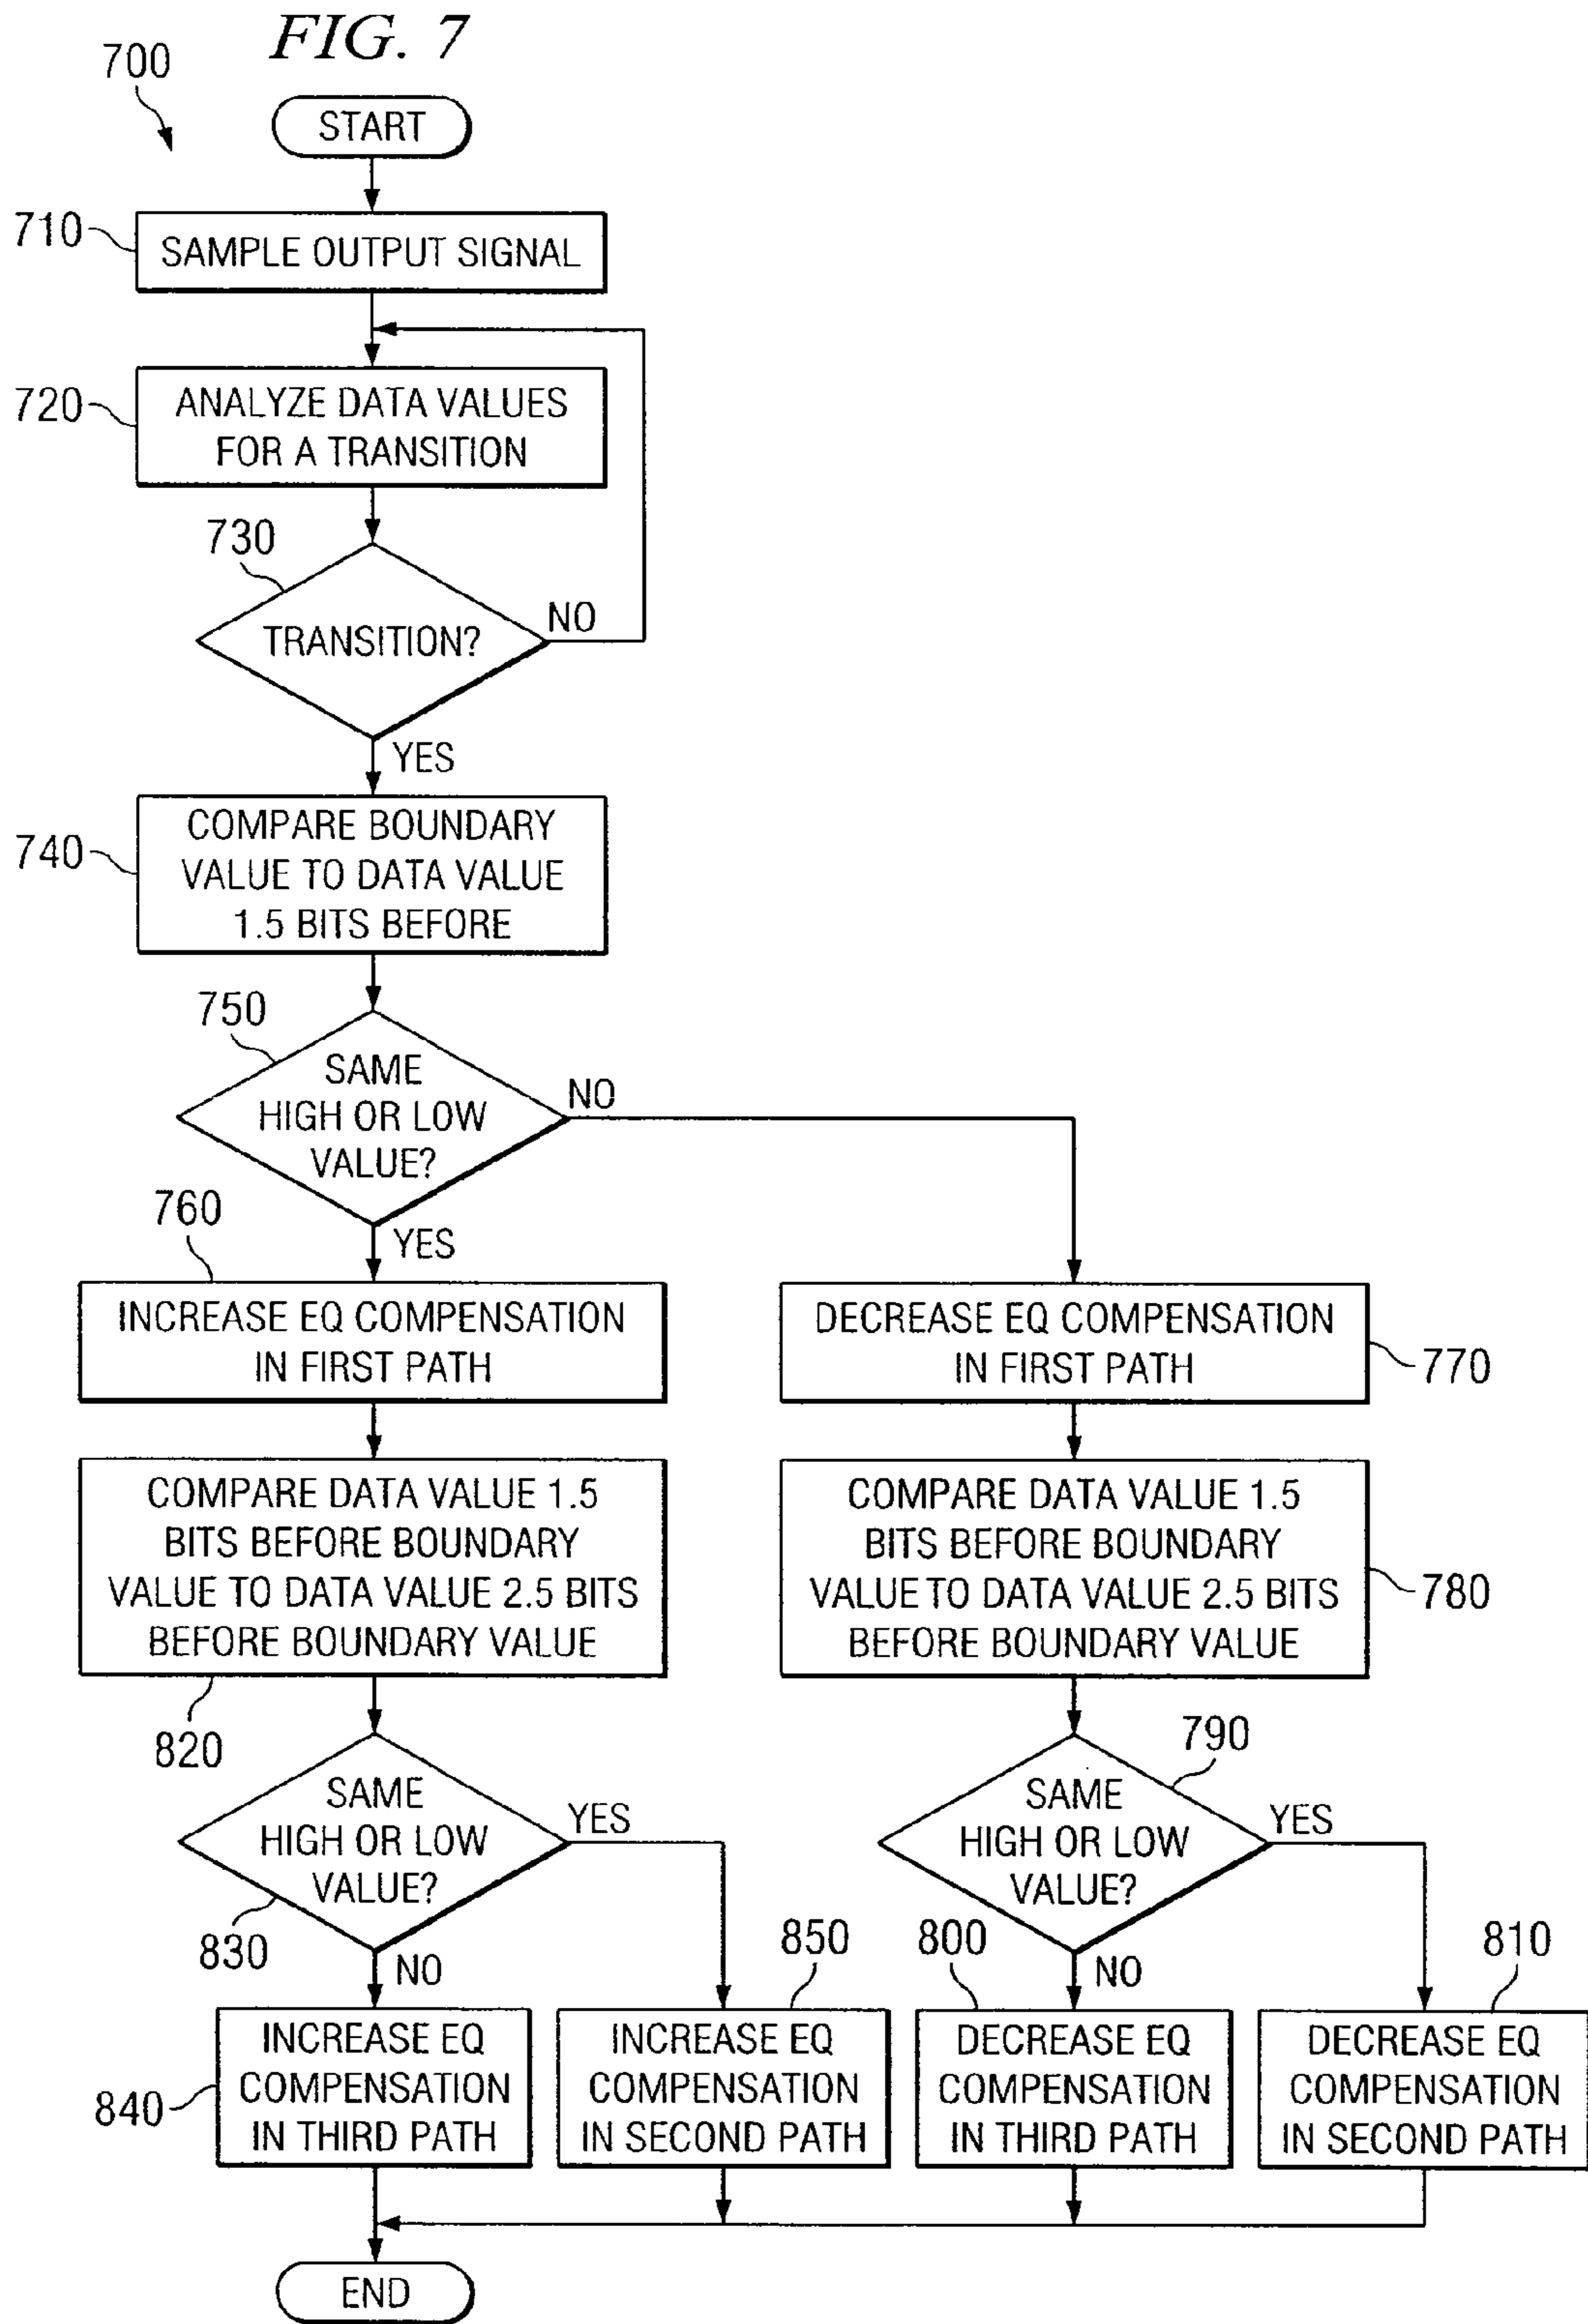 FIG. 7
700
START
710
SAMPLE OUTPUT SIGNAL
720
ANALYZE DATA VALUES
FOR A TRANSITION
730
TRANSITION?
NO
YES
740
COMPARE BOUNDARY
VALUE TO DATA VALUE
1.5 BITS BEFORE
750
SAME
HIGH OR LOW
VALUE?
NO
YES
760
INCREASE EQ COMPENSATION
IN FIRST PATH
DECREASE EQ COMPENSATION
IN FIRST PATH
770
COMPARE DATA VALUE 1.5
BITS BEFORE BOUNDARY
VALUE TO DATA VALUE 2.5 BITS
BEFORE BOUNDARY VALUE
820
COMPARE DATA VALUE 1.5
BITS BEFORE BOUNDARY
VALUE TO DATA VALUE 2.5 BITS
BEFORE BOUNDARY VALUE
780
SAME
HIGH OR LOW
VALUE?
830
YES
NO
790
SAME
HIGH OR LOW
VALUE?
YES
NO
840
INCREASE EQ
COMPENSATION
IN THIRD PATH
850
INCREASE EQ
COMPENSATION
IN SECOND PATH
800
DECREASE EQ
COMPENSATION
IN THIRD PATH
810
DECREASE EQ
COMPENSATION
IN SECOND PATH
END